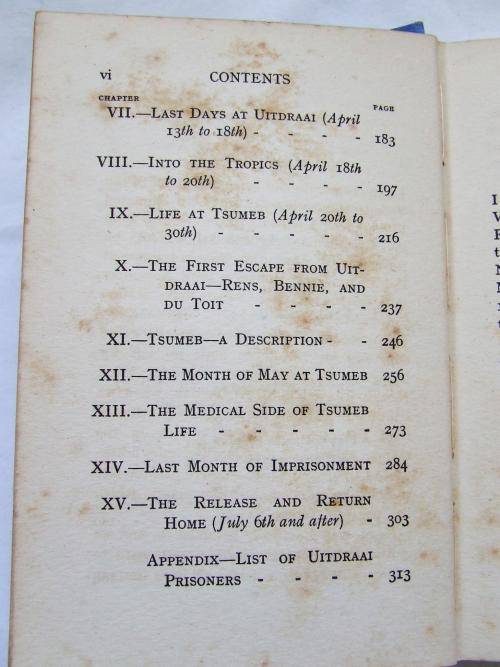 vi CONTENTS
CHAPTER PAGE
VII.—LAST DAYS AT UITDRAAI (April
13th to 18th) - - - - 183
VIII.—INTO THE TROPICS (April 18th
to 20th) - - - - 197
IX.—LIFE AT TSUMEB (April 20th to
30th) - - - - - 216
X.—THE FIRST ESCAPE FROM UIT-
DRAAI—RENS, BENNIE, AND
DU TOIT - - - - 237
XI.—TSUMEB—A DESCRIPTION - - 246
XII.—THE MONTH OF MAY AT TSUMEB 256
XIII.—THE MEDICAL SIDE OF TSUMEB
LIFE - - - - - 273
XIV.—LAST MONTH OF IMPRISONMENT 284
XV.—THE RELEASE AND RETURN
HOME (July 6th and after) - 303
APPENDIX—LIST OF UITDRAAI
PRISONERS - - - - 313